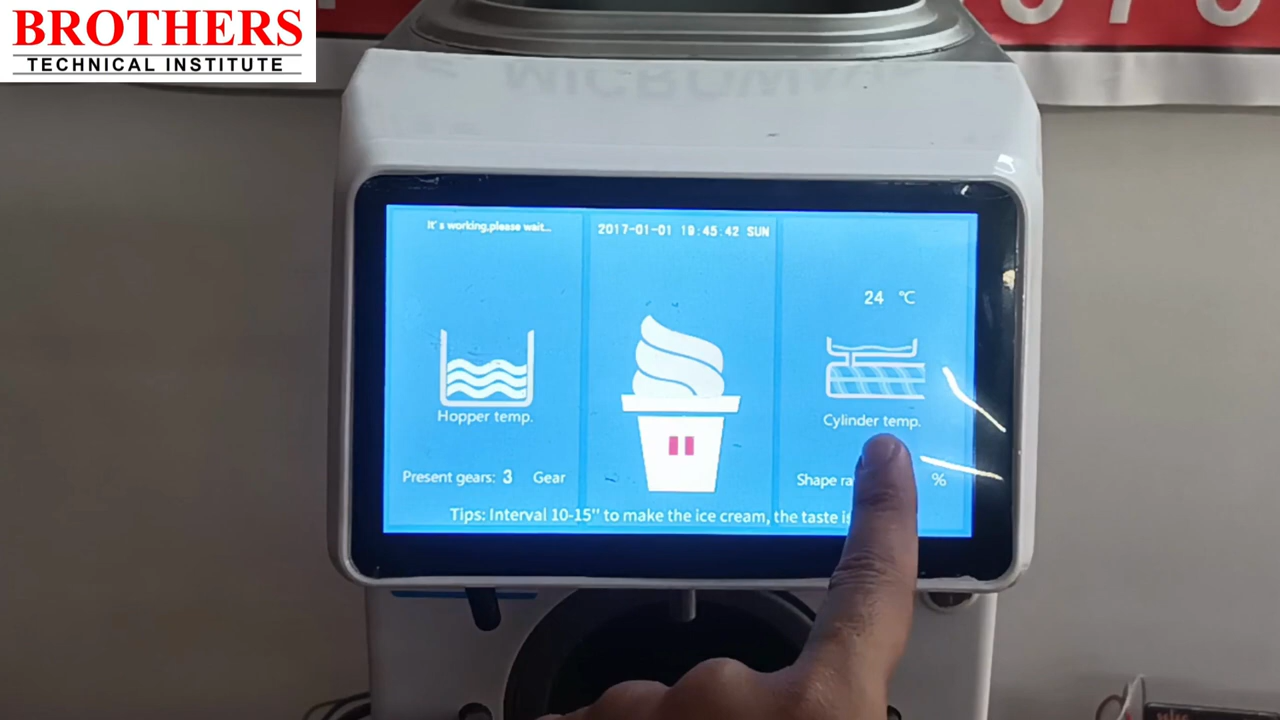 BROTHERS
TECHNICAL INSTITUTE
It's working,please wait...
2017-01-01 19:45:42 SUN
24 °C
Hopper temp.
Cylinder temp.
Present gears: 3 Gear
Shape %
Tips: Interval 10-15" to make the ice cream, the taste